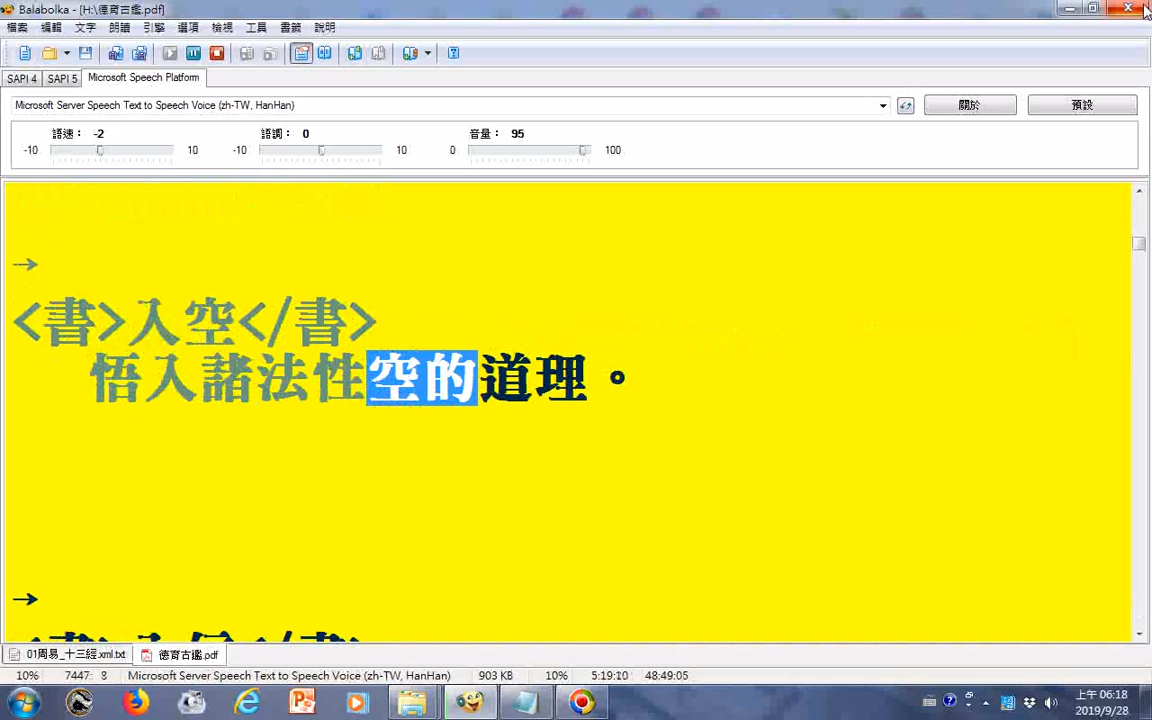 Balabolka - [H:\德育古鑑.pdf]
檔案 編輯 文字 朗讀 引擎 選項 檢視 工具 書籤 說明
SAPI 4 SAPI 5 Microsoft Speech Platform
Microsoft Server Speech Text to Speech Voice (zh-TW, HanHan) 關於 預設
語速： -2 語調： 0 音量： 95
-10 10 -10 10 0 100
→
<書>入空</書>
悟入諸法性空的道理。
→
01周易_十三經.xml.txt 德育古鑑.pdf
10% 7447: 8 Microsoft Server Speech Text to Speech Voice (zh-TW, HanHan) 903 KB 10% 5:19:10 48:49:05
上午 06:18
2019/9/28